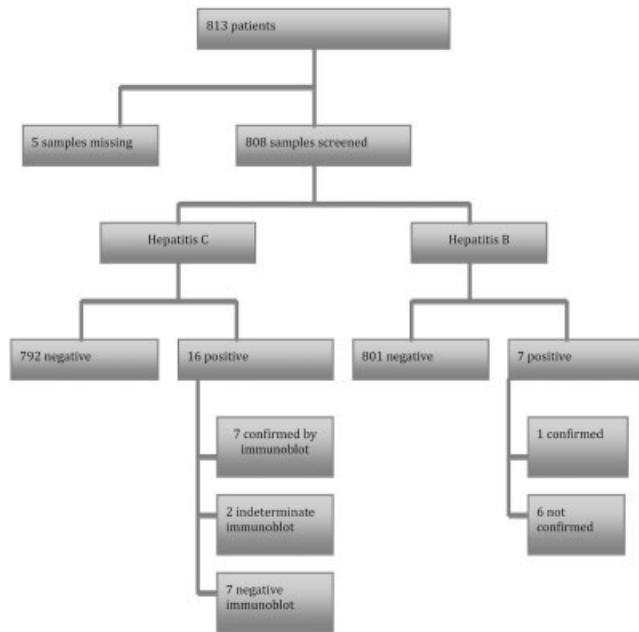 813 patients
5 samples missing
808 samples screened
Hepatitis C
Hepatitis B
792 negative
16 positive
801 negative
7 positive
7 confirmed by
immunoblot
1 confirmed
2 indeterminate
immunoblot
6 not
confirmed
7 negative
immunoblot